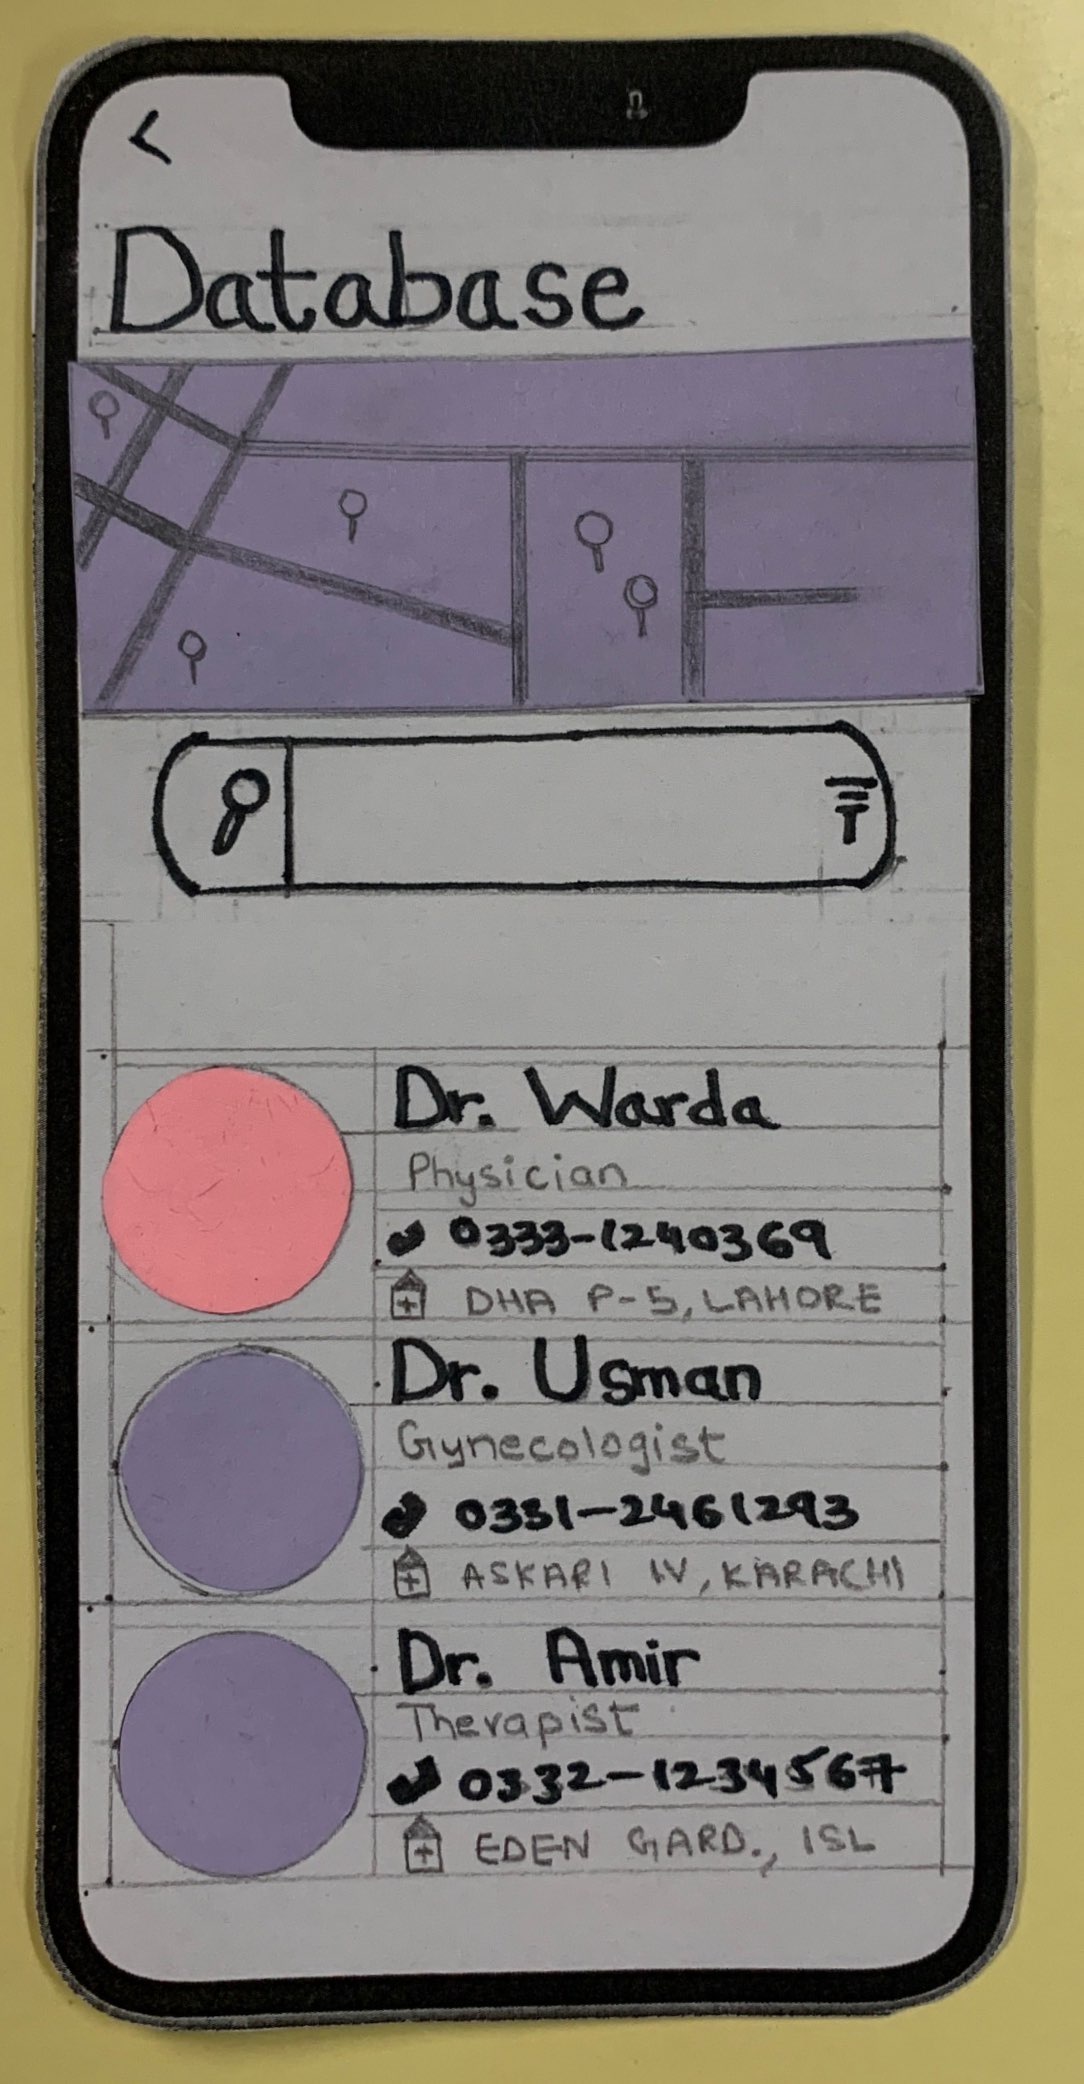 <
Database
Dr. Warda
Physician
0333-1240369
DHA P-5, LAHORE
Dr. Usman
Gynecologist
0331-2461293
ASKARI IV, KARACHI
Dr. Amir
Therapist
0332-1234567
EDEN GARD., ISL